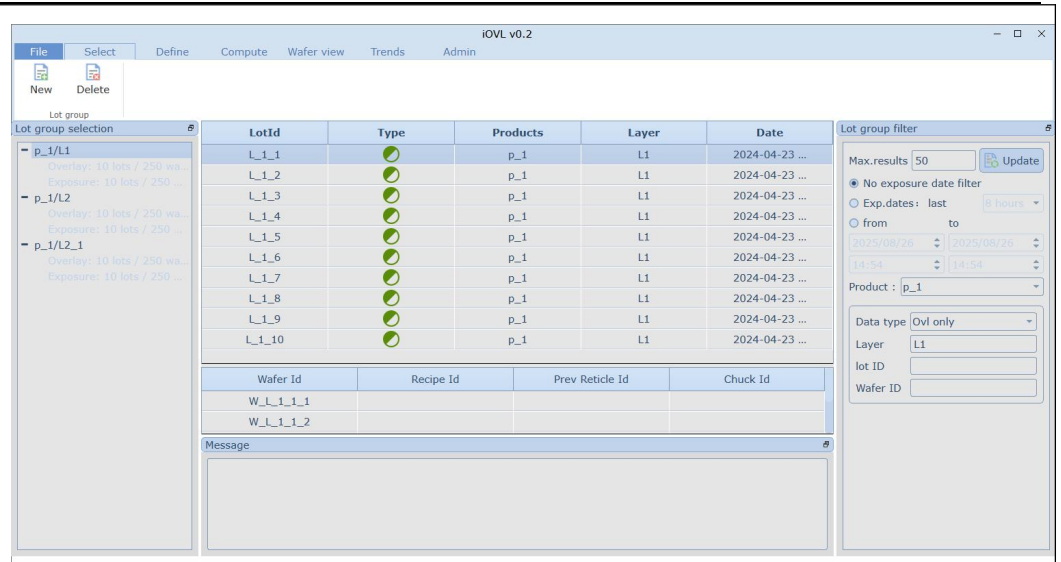 iOVL v0.2
File Select Define Compute Wafer view Trends Admin
New Delete
Lot group
Lot group selection
p_1/L1
Overlay: 10 lots / 250 wa...
Exposure: 10 lots / 250 ...
p_1/L2
Overlay: 10 lots / 250 wa...
Exposure: 10 lots / 250 ...
p_1/L2_1
Overlay: 10 lots / 250 wa...
Exposure: 10 lots / 250 ...
LotId Type Products Layer Date
L_1_1 p_1 L1 2024-04-23 ...
L_1_2 p_1 L1 2024-04-23 ...
L_1_3 p_1 L1 2024-04-23 ...
L_1_4 p_1 L1 2024-04-23 ...
L_1_5 p_1 L1 2024-04-23 ...
L_1_6 p_1 L1 2024-04-23 ...
L_1_7 p_1 L1 2024-04-23 ...
L_1_8 p_1 L1 2024-04-23 ...
L_1_9 p_1 L1 2024-04-23 ...
L_1_10 p_1 L1 2024-04-23 ...
Wafer Id Recipe Id Prev Reticle Id Chuck Id
W_L_1_1_1
W_L_1_1_2
Message
Lot group filter
Max.results 50 Update
No exposure date filter
Exp.dates: last 8 hours
from to
2025/08/26 2025/08/26
14:54 14:54
Product : p_1
Data type Ovl only
Layer L1
lot ID
Wafer ID